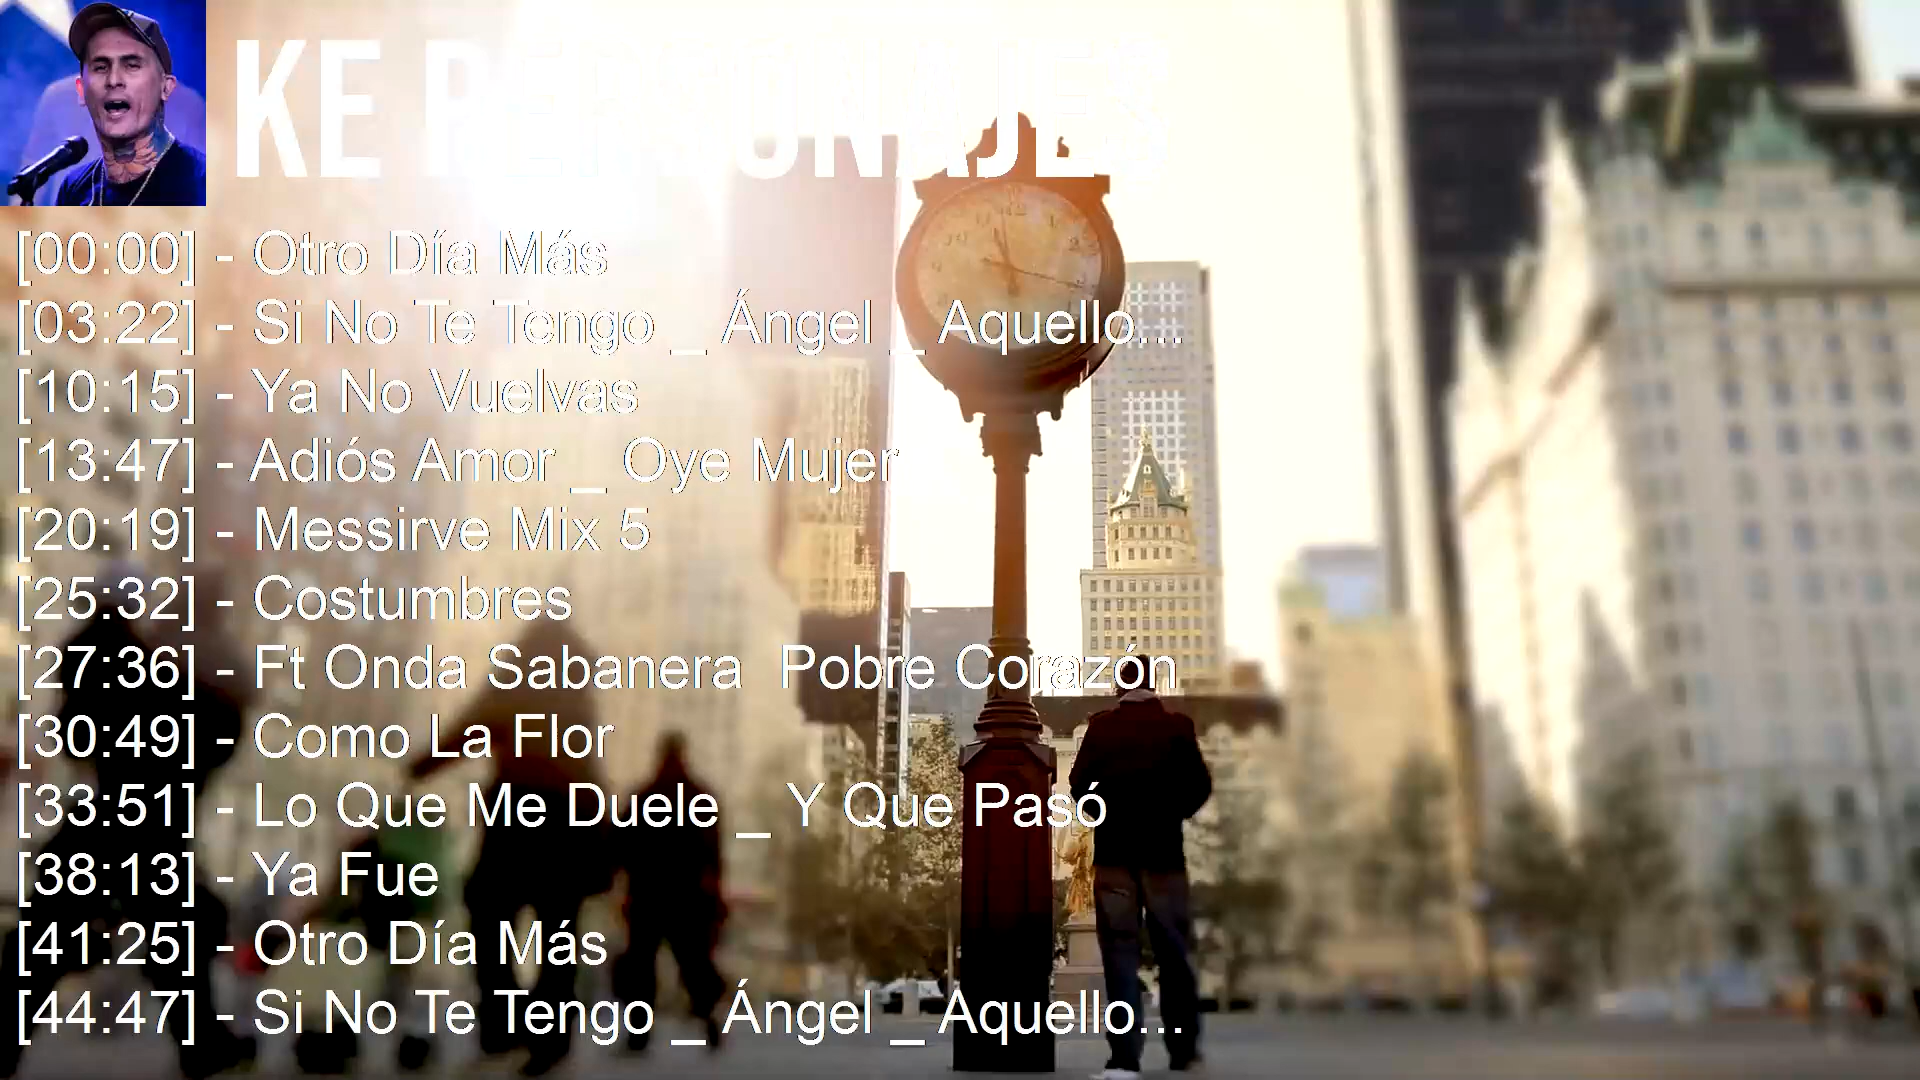 KE PERSONAJES
[00:00] - Otro Día Más
[03:22] - Si No Te Tengo _ Ángel _ Aquello...
[10:15] - Ya No Vuelvas
[13:47] - Adiós Amor _ Oye Mujer
[20:19] - Messirve Mix 5
[25:32] - Costumbres
[27:36] - Ft Onda Sabanera  Pobre Corazón
[30:49] - Como La Flor
[33:51] - Lo Que Me Duele _ Y Que Pasó
[38:13] - Ya Fue
[41:25] - Otro Día Más
[44:47] - Si No Te Tengo _ Ángel _ Aquello...